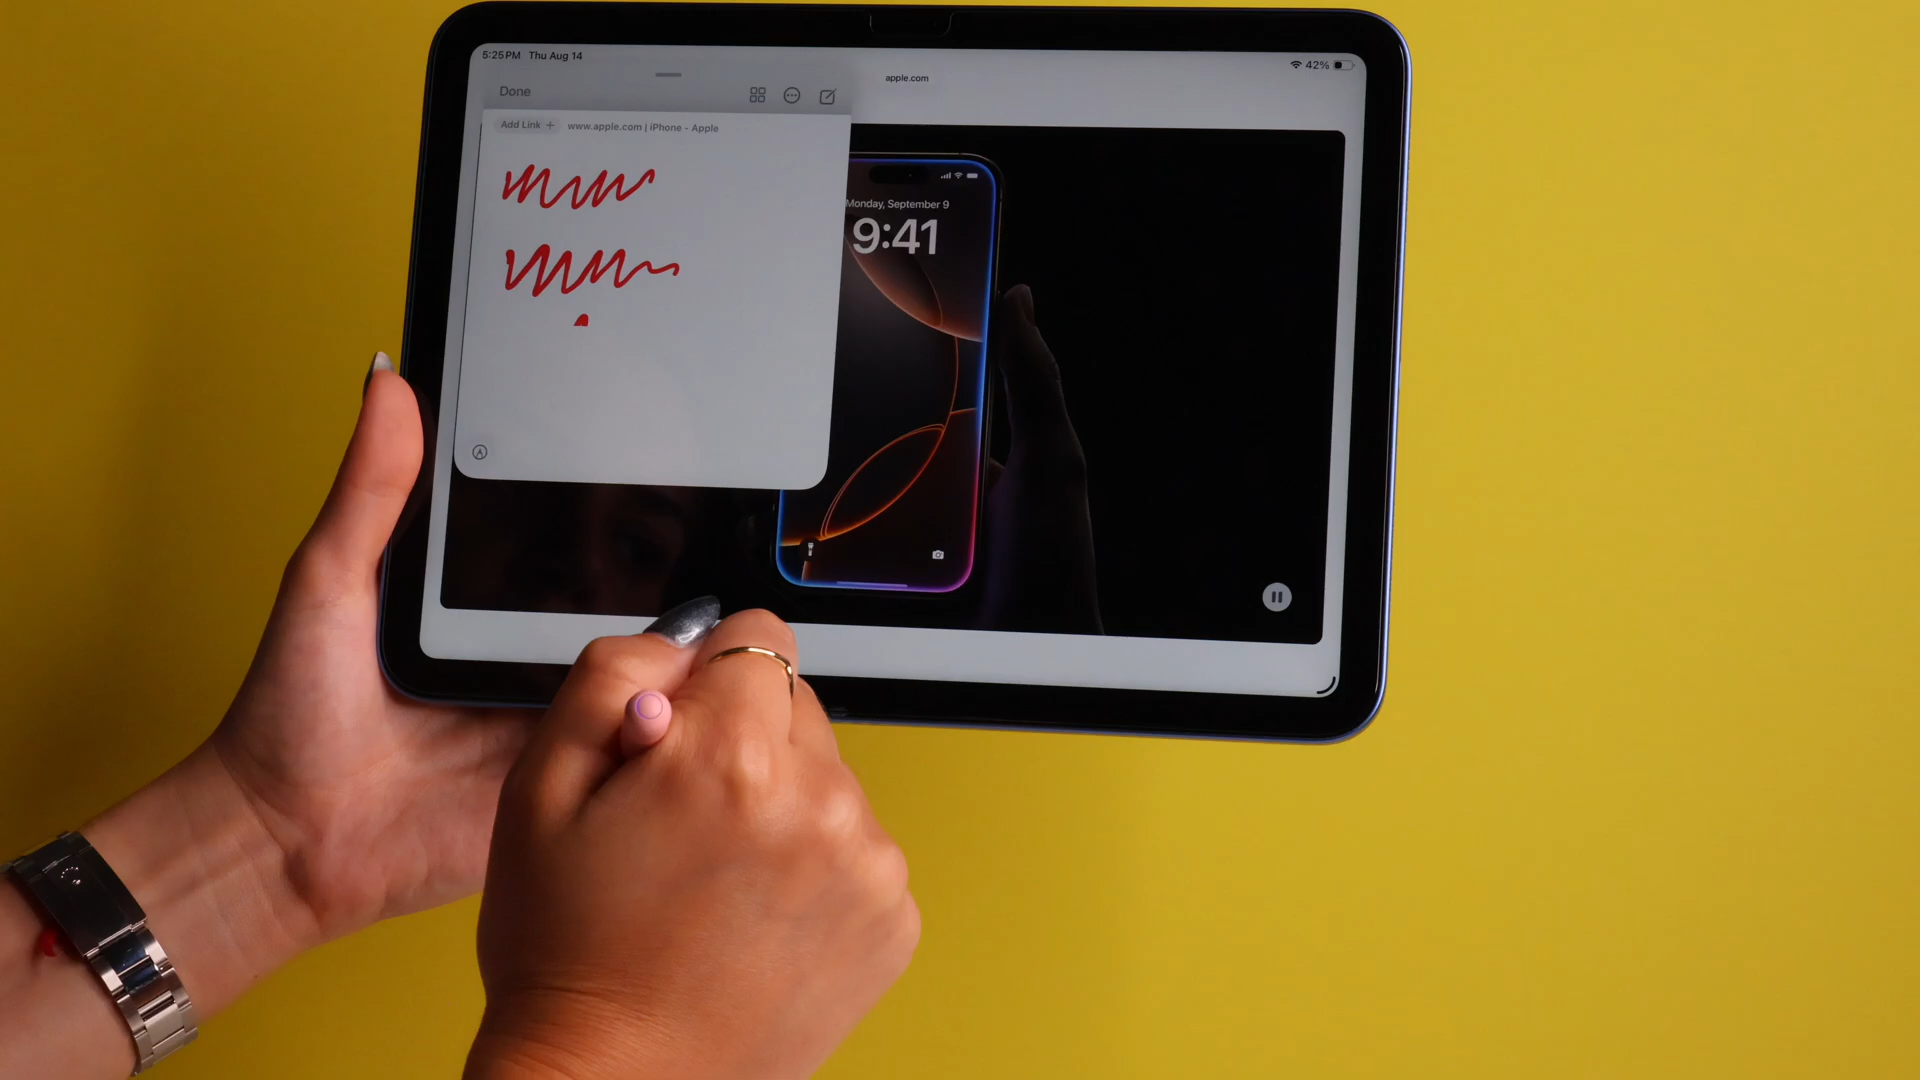 5:25 PM Thu Aug 14
42%
apple.com
Done
Add Link +
www.apple.com | iPhone - Apple
Monday, September 9
9:41